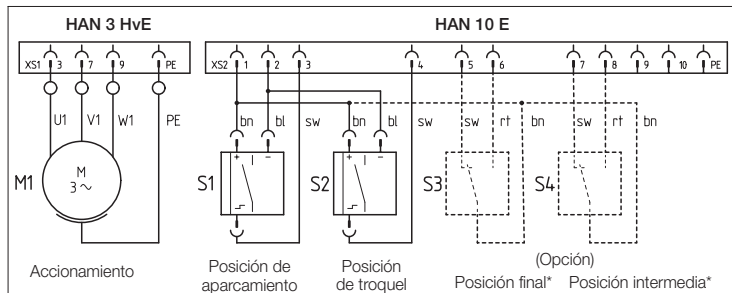 HAN 3 HvE
HAN 10 E
XS1 3 7 9 PE
XS2 1 2 3 4 5 6 7 8 9 10 PE
U1 V1 W1 PE
bn bl sw bn bl sw sw rt bn sw rt bn
M1
M
3 ~
S1
+ −
S2
+ −
S3
S4
Accionamiento
Posición de
aparcamiento
Posición
de troquel
(Opción)
Posición final*
Posición intermedia*